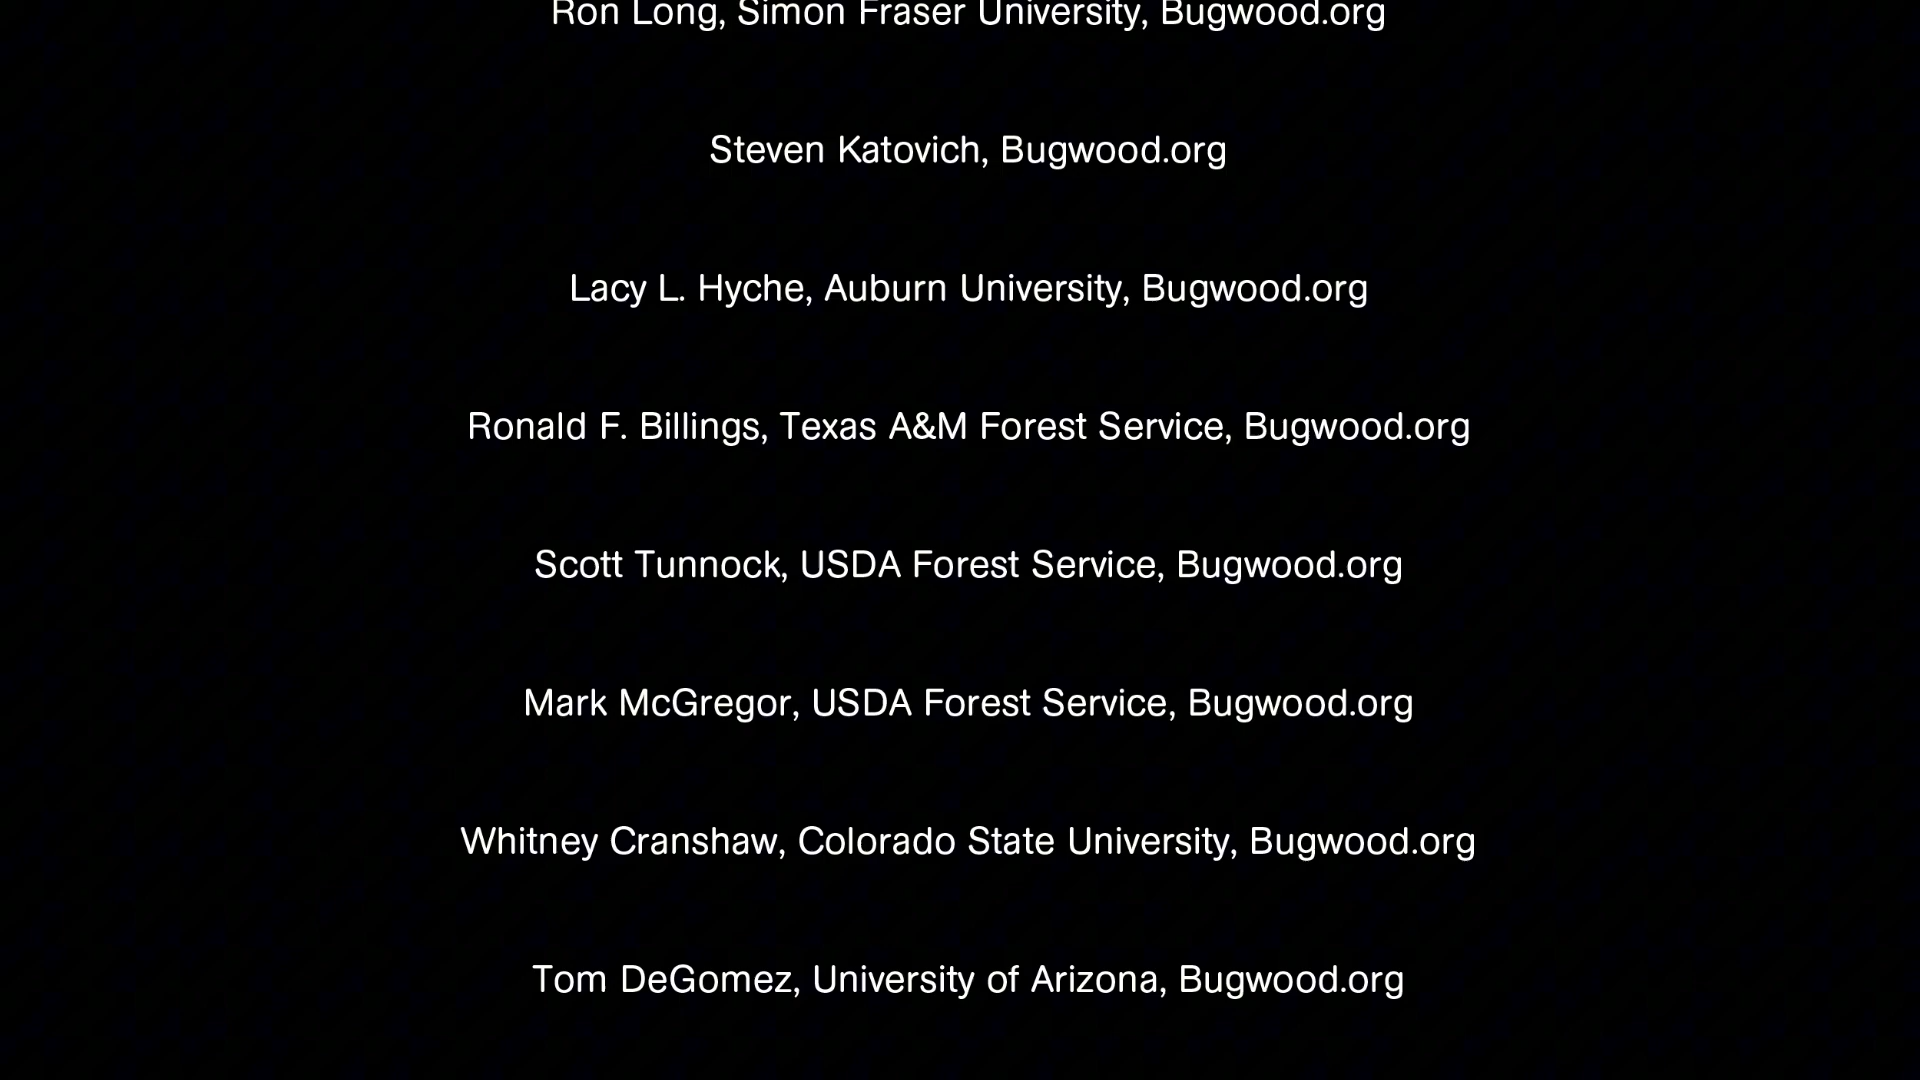 Ron Long, Simon Fraser University, Bugwood.org
Steven Katovich, Bugwood.org
Lacy L. Hyche, Auburn University, Bugwood.org
Ronald F. Billings, Texas A&M Forest Service, Bugwood.org
Scott Tunnock, USDA Forest Service, Bugwood.org
Mark McGregor, USDA Forest Service, Bugwood.org
Whitney Cranshaw, Colorado State University, Bugwood.org
Tom DeGomez, University of Arizona, Bugwood.org